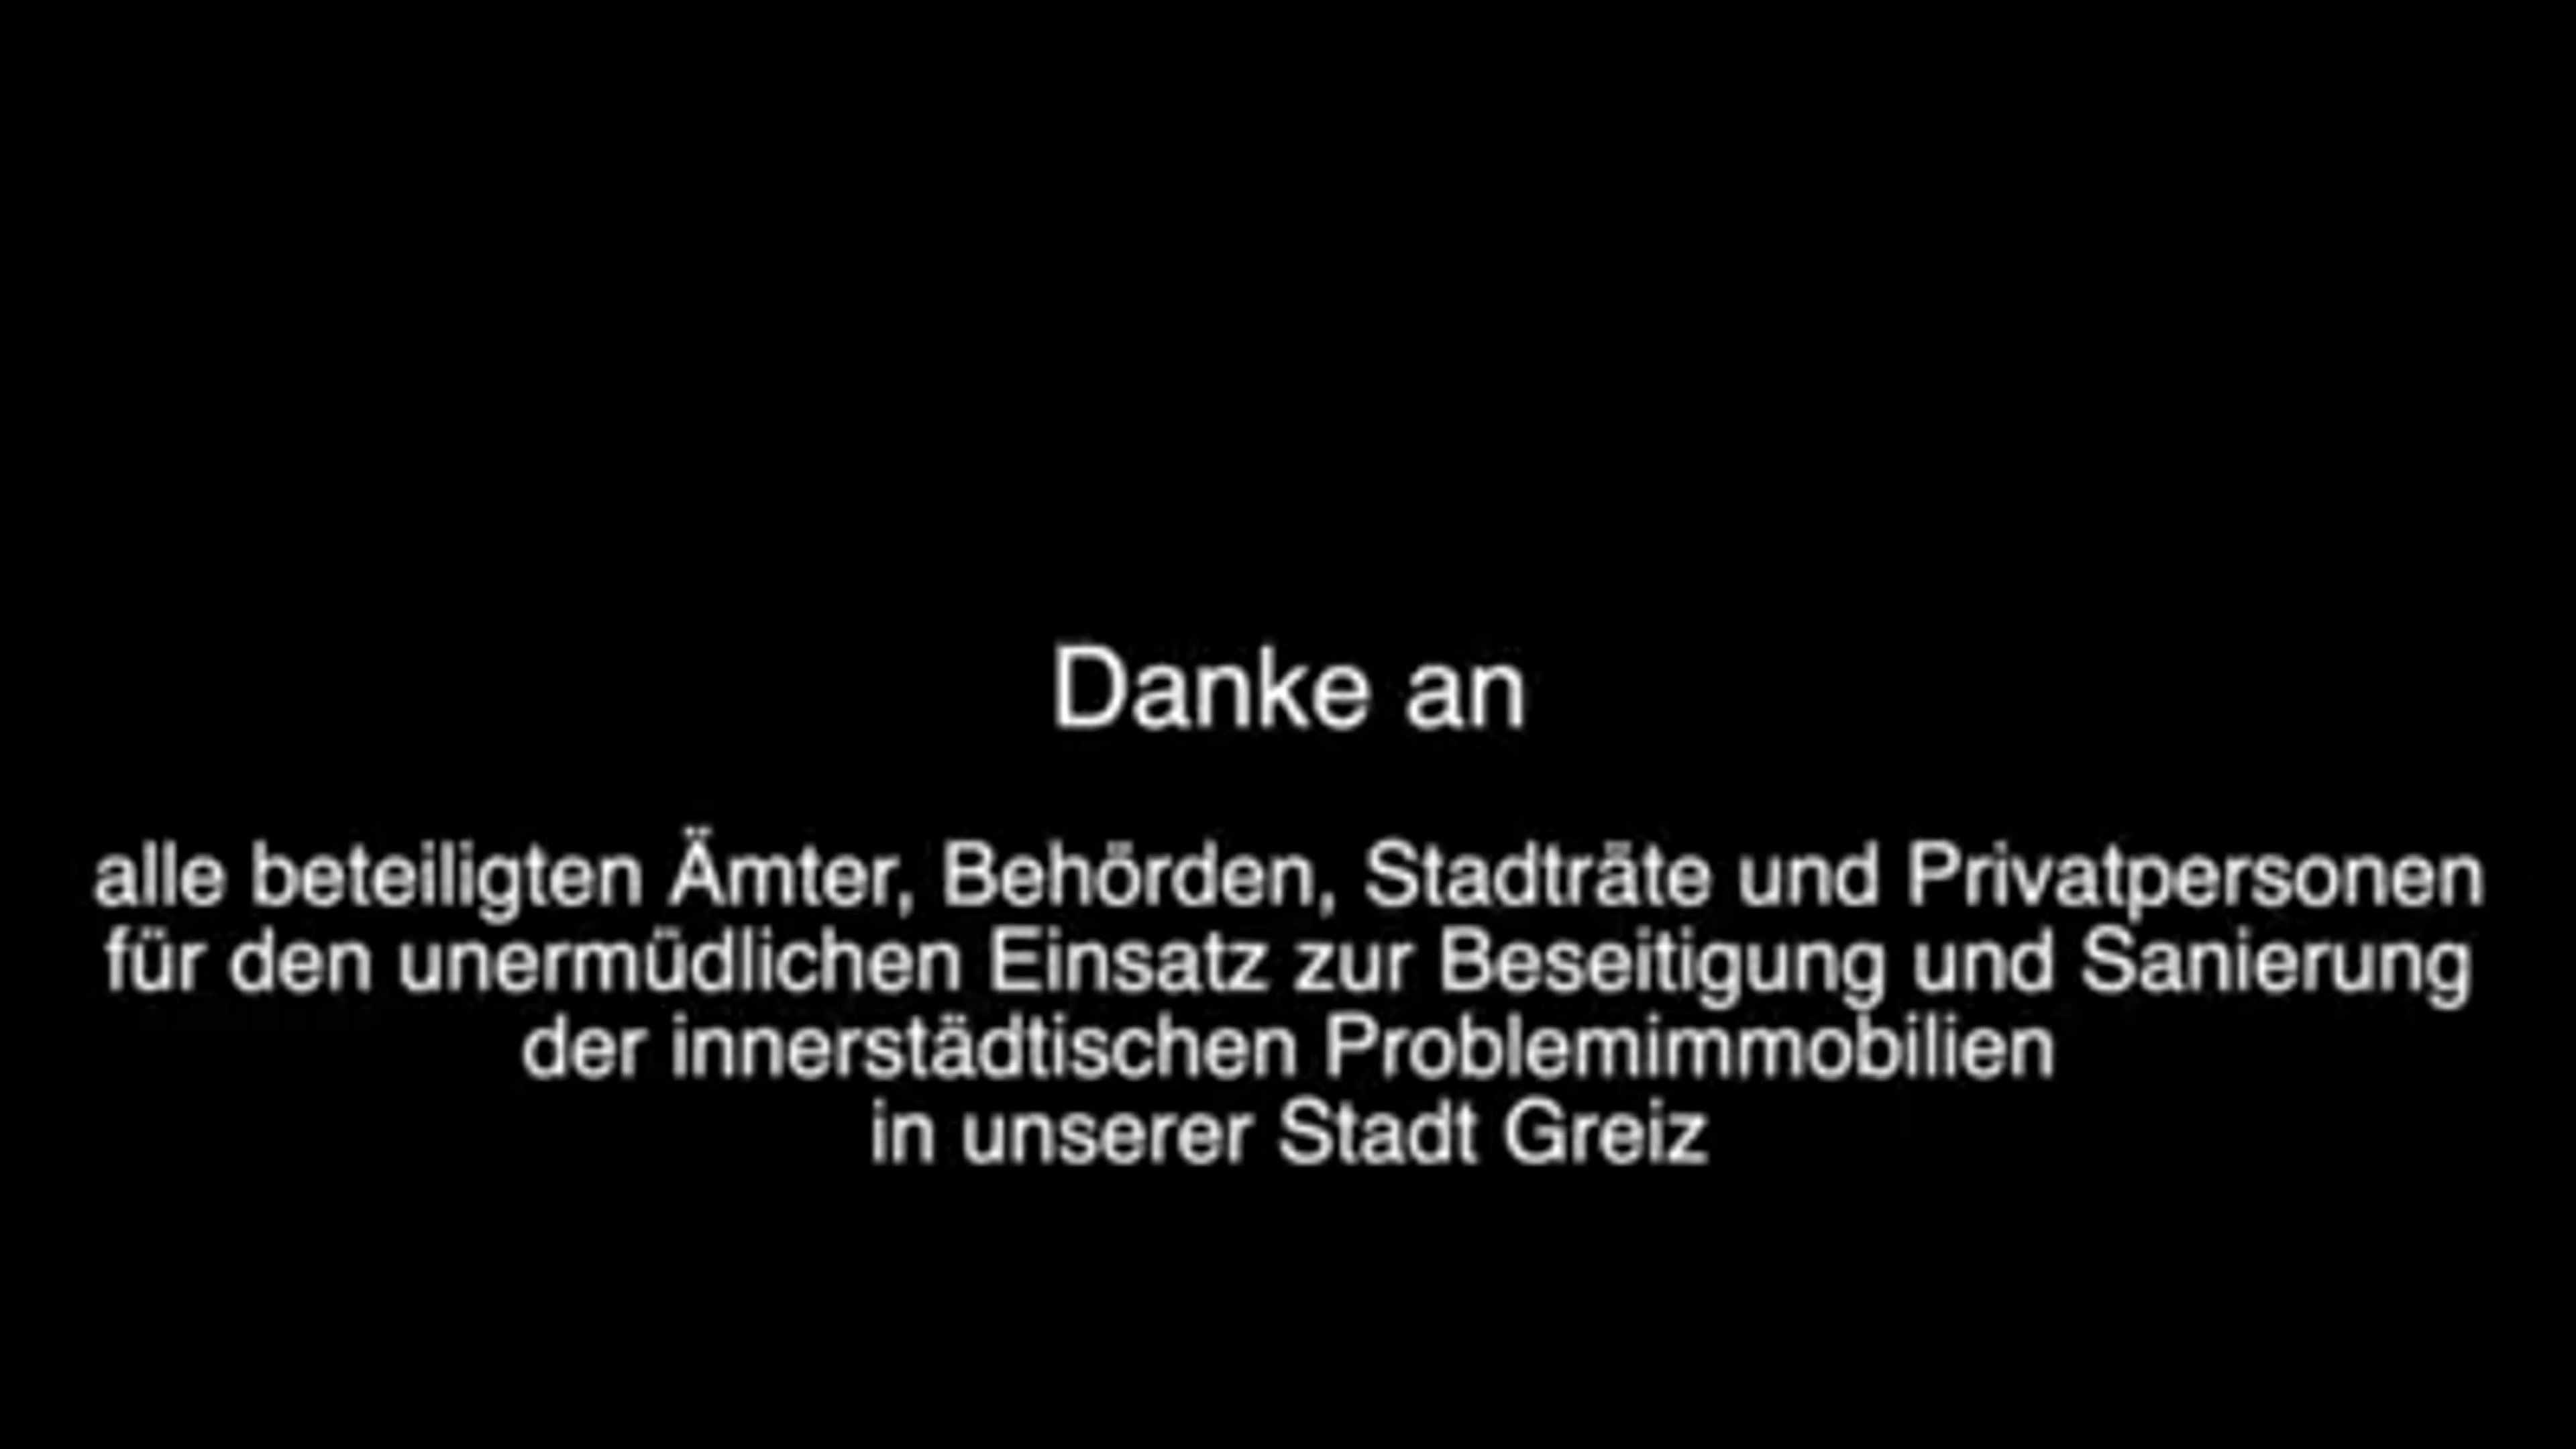 Danke an
alle beteiligten Ämter, Behörden, Stadträte und Privatpersonen
für den unermüdlichen Einsatz zur Beseitigung und Sanierung
der innerstädtischen Problemimmobilien
in unserer Stadt Greiz